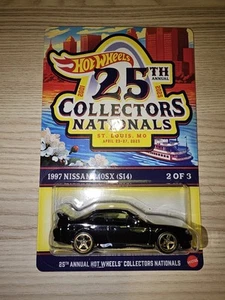 HOT WHEELS
25TH
ANNUAL
COLLECTORS
NATIONALS
ST. LOUIS, MO
1997 NISSAN
(S14)
2 OF 3
25TH ANNUAL HOT WHEELS COLLECTORS NATIONALS